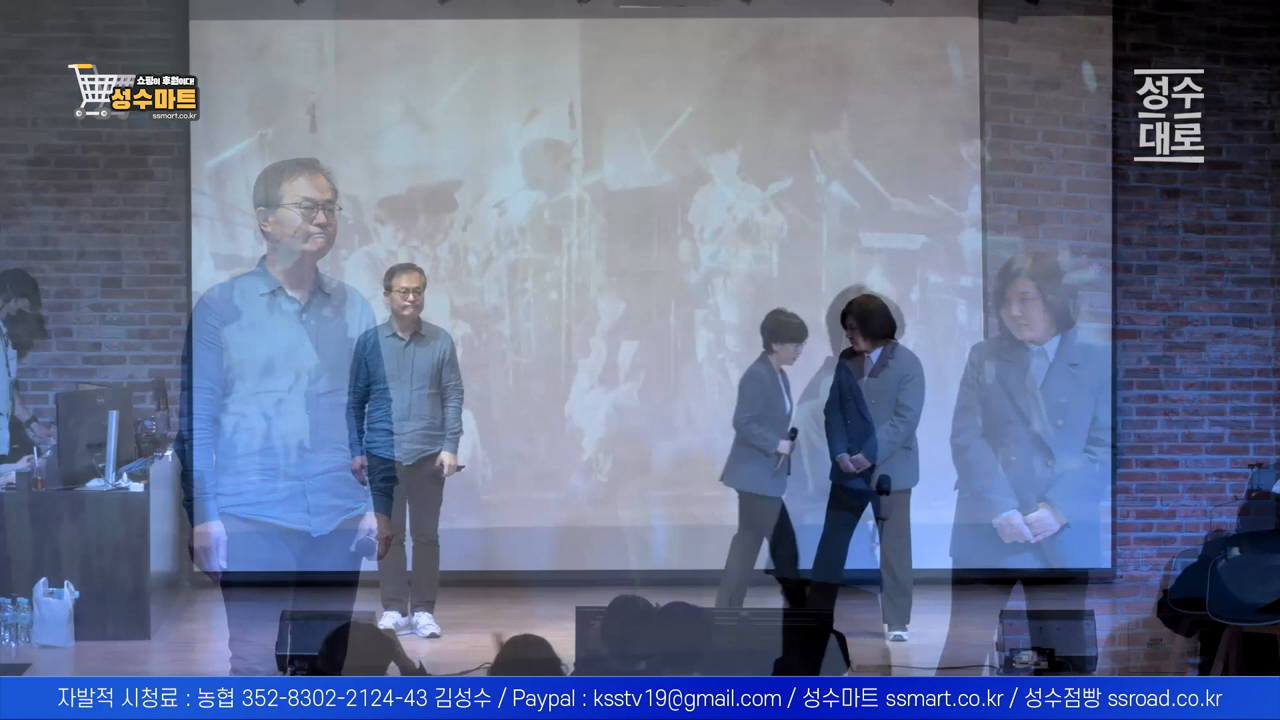 쇼핑이 후원이다!
성수마트
ssmart.co.kr
성수
대로
자발적 시청료 : 농협 352-8302-2124-43 김성수 / Paypal : ksstv19@gmail.com / 성수마트 ssmart.co.kr / 성수점빵 ssroad.co.kr